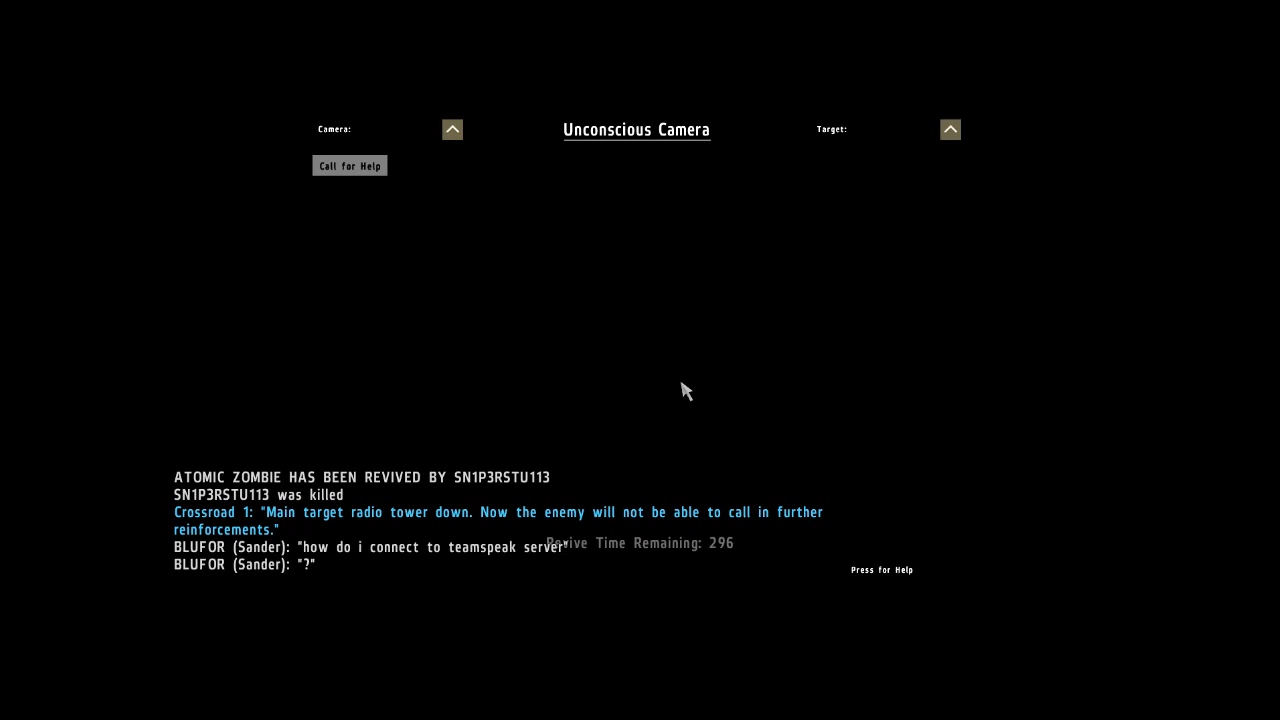 Camera:
Unconscious Camera
Target:
Call for Help
ATOMIC ZOMBIE HAS BEEN REVIVED BY SN1P3RSTU113
SN1P3RSTU113 was killed
Crossroad 1: "Main target radio tower down. Now the enemy will not be able to call in further
reinforcements."
BLUFOR (Sander): "how do i connect to teamspeak server"
Revive Time Remaining: 296
BLUFOR (Sander): "?"
Press for Help